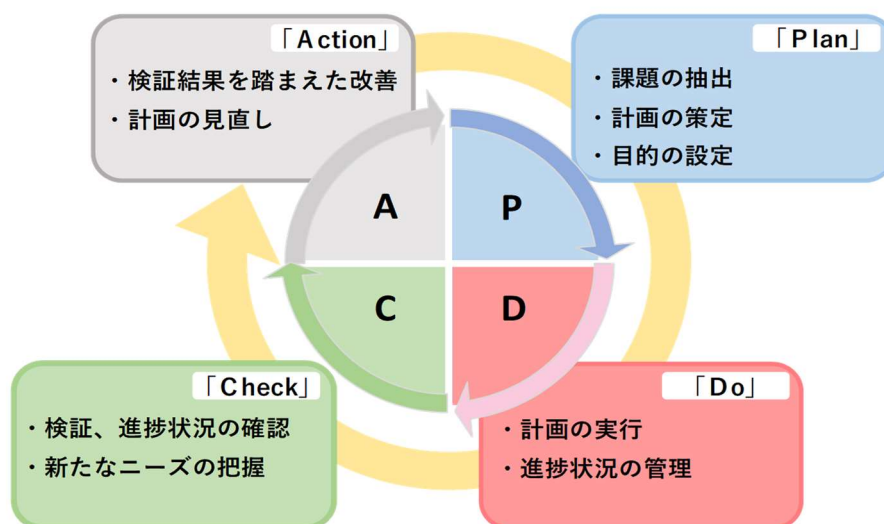 「Action」
・検証結果を踏まえた改善
・計画の見直し
「Plan」
・課題の抽出
・計画の策定
・目的の設定
A
P
C
D
「Check」
・検証、進捗状況の確認
・新たなニーズの把握
「Do」
・計画の実行
・進捗状況の管理